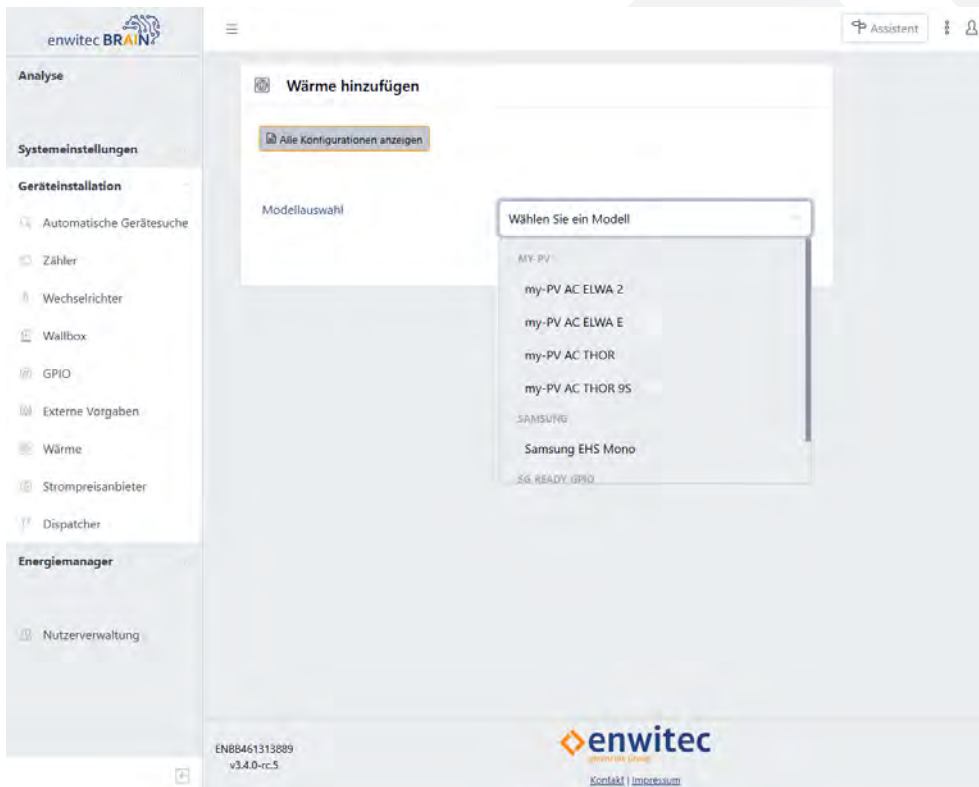 enwitec BRAIN
Assistent
Analyse
Systemeinstellungen
Geräteinstallation
Automatische Gerätesuche
Zähler
Wechselrichter
Wallbox
GPIO
Externe Vorgaben
Wärme
Strompreisanbieter
Dispatcher
Energiemanager
Nutzerverwaltung
Wärme hinzufügen
Alle Konfigurationen anzeigen
Modellauswahl
Wählen Sie ein Modell
MY-PV
my-PV AC ELWA 2
my-PV AC ELWA E
my-PV AC THOR
my-PV AC THOR 9S
SAMSUNG
Samsung EHS Mono
SG READY GPIO
ENBB461313889
v3.4.0-rc.5
enwitec
Kontakt | Impressum